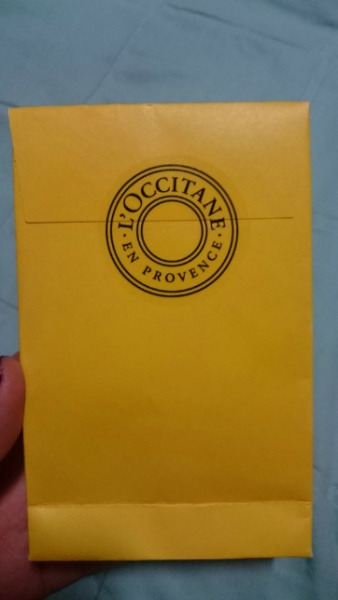 L'OCCITANE
· EN PROVENCE ·